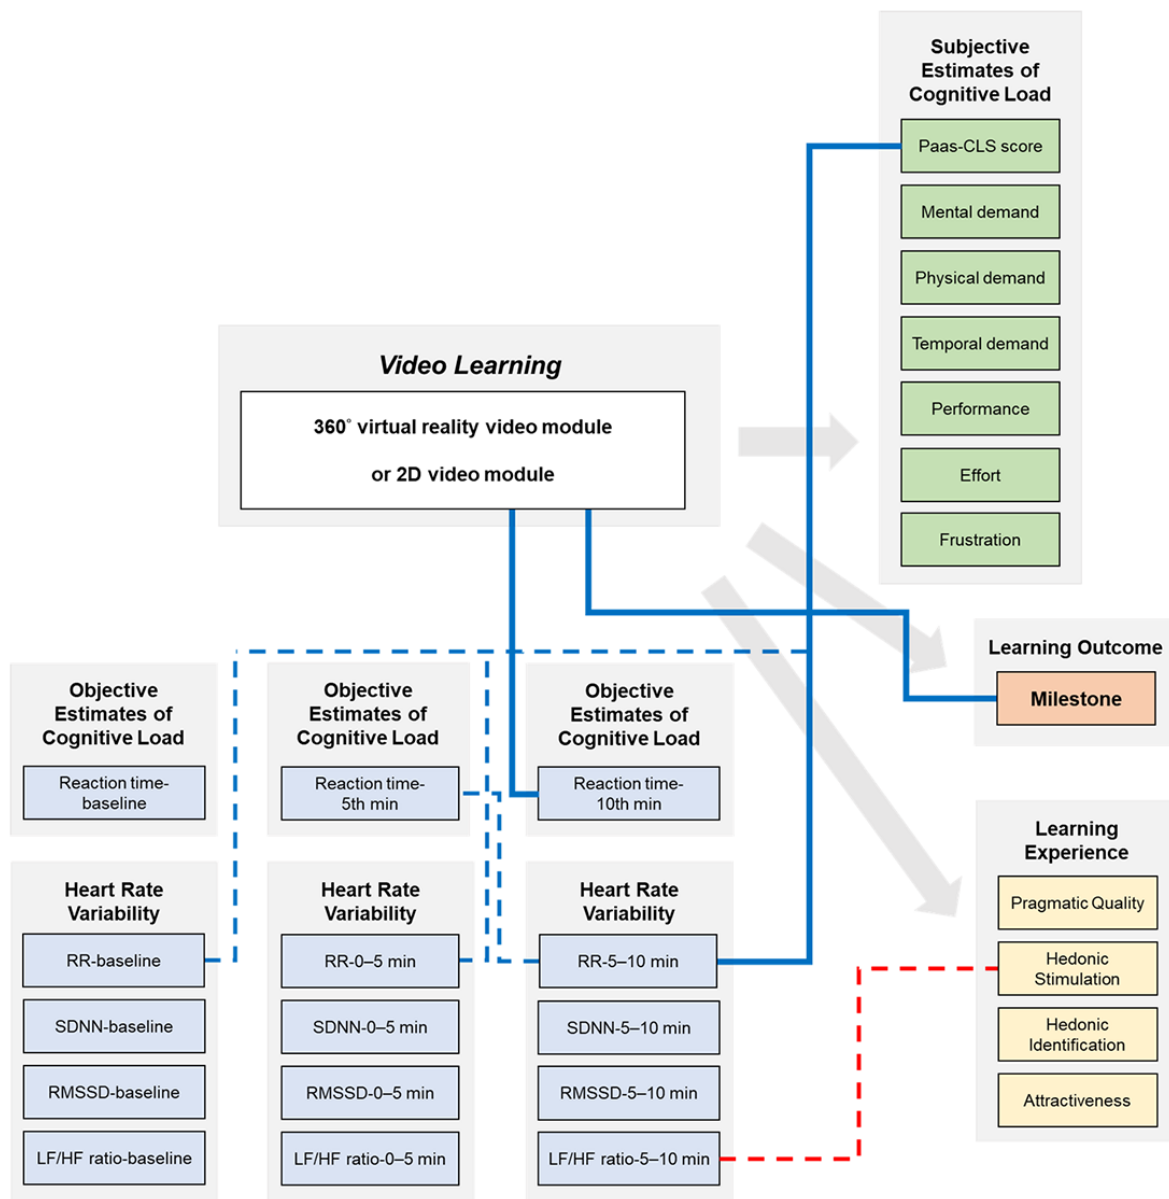 Subjective
Estimates of
Cognitive Load
Paas-CLS score
Mental demand
Physical demand
Temporal demand
Performance
Effort
Frustration
Video Learning
360° virtual reality video module
or 2D video module
Learning Outcome
Milestone
Objective
Estimates of
Cognitive Load
Reaction time-
baseline
Objective
Estimates of
Cognitive Load
Reaction time-
5th min
Objective
Estimates of
Cognitive Load
Reaction time-
10th min
Learning
Experience
Pragmatic Quality
Hedonic
Stimulation
Hedonic
Identification
Attractiveness
Heart Rate
Variability
RR-baseline
SDNN-baseline
RMSSD-baseline
LF/HF ratio-baseline
Heart Rate
Variability
RR-0–5 min
SDNN-0–5 min
RMSSD-0–5 min
LF/HF ratio-0–5 min
Heart Rate
Variability
RR-5–10 min
SDNN-5–10 min
RMSSD-5–10 min
LF/HF ratio-5–10 min